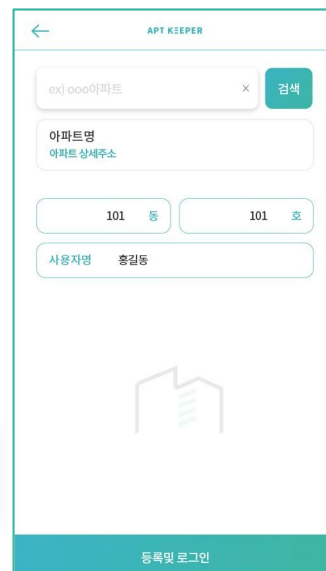 APT KEEPER
ex) ooo아파트 × 검색
아파트명
아파트 상세주소
101 동 101 호
사용자명 홍길동
등록및 로그인